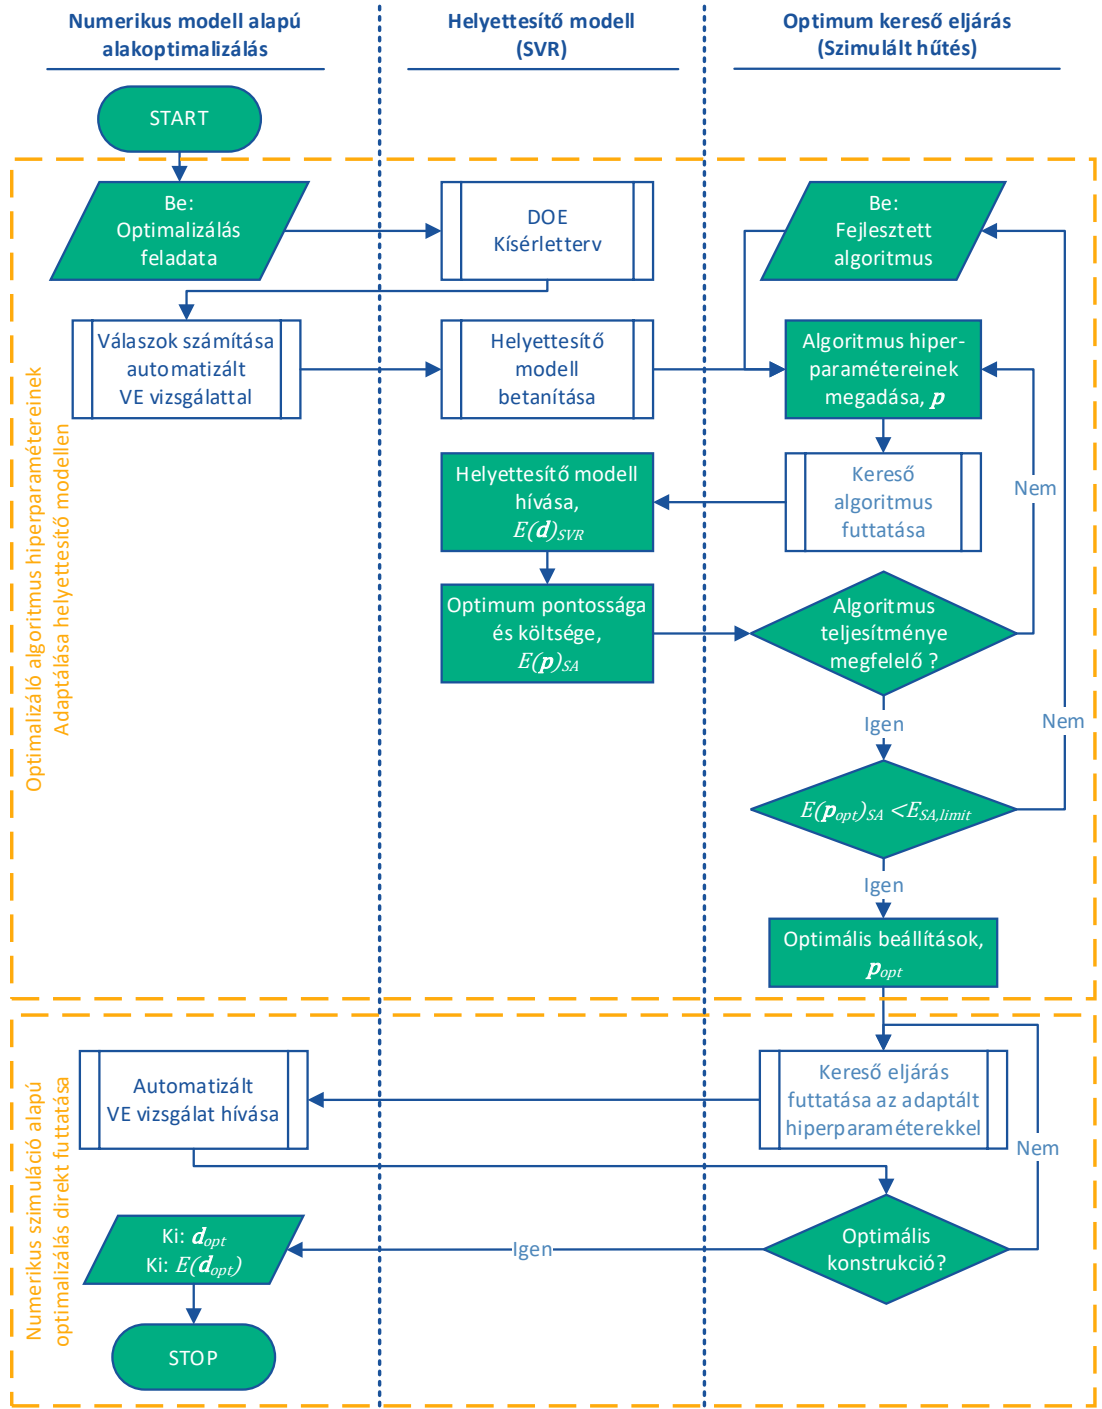 Numerikus modell alapú
alakoptimalizálás
Helyettesítő modell
(SVR)
Optimum kereső eljárás
(Szimulált hűtés)
START
Optimalizáló algoritmus hiperparamétereinek
Adaptálása helyettesítő modellen
Be:
Optimalizálás
feladata
DOE
Kísérletterv
Be:
Fejlesztett
algoritmus
Válaszok számítása
automatizált
VE vizsgálattal
Helyettesítő
modell
betanítása
Algoritmus hiper-
paramétereinek
megadása, p
Helyettesítő modell
hívása,
E(d)SVR
Kereső
algoritmus
futtatása
Nem
Optimum pontossága
és költsége,
E(p)SA
Algoritmus
teljesítménye
megfelelő ?
Igen
Nem
E(popt)SA <ESA,limit
Igen
Optimális beállítások,
popt
Numerikus szimuláció alapú
optimalizálás direkt futtatása
Automatizált
VE vizsgálat hívása
Kereső eljárás
futtatása az adaptált
hiperparaméterekkel
Nem
Ki: dopt
Ki: E(dopt)
Igen
Optimális
konstrukció?
STOP